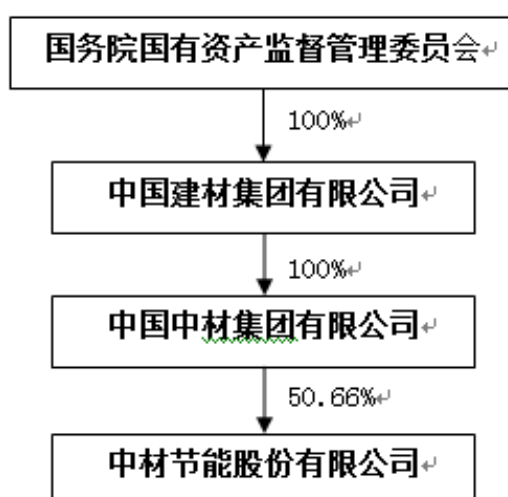 国务院国有资产监督管理委员会
100%
中国建材集团有限公司
100%
中国中材集团有限公司
50.66%
中材节能股份有限公司